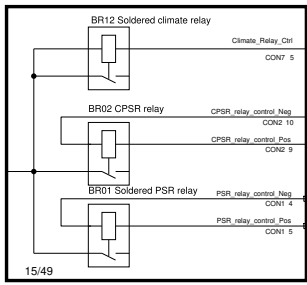 BR12 Soldered climate relay
Climate_Relay_Ctrl
CON7 5
BR02 CPSR relay
CPSR_relay_control_Neg
CON2 10
CPSR_relay_control_Pos
CON2 9
BR01 Soldered PSR relay
PSR_relay_control_Neg
CON1 4
PSR_relay_control_Pos
CON1 5
15/49